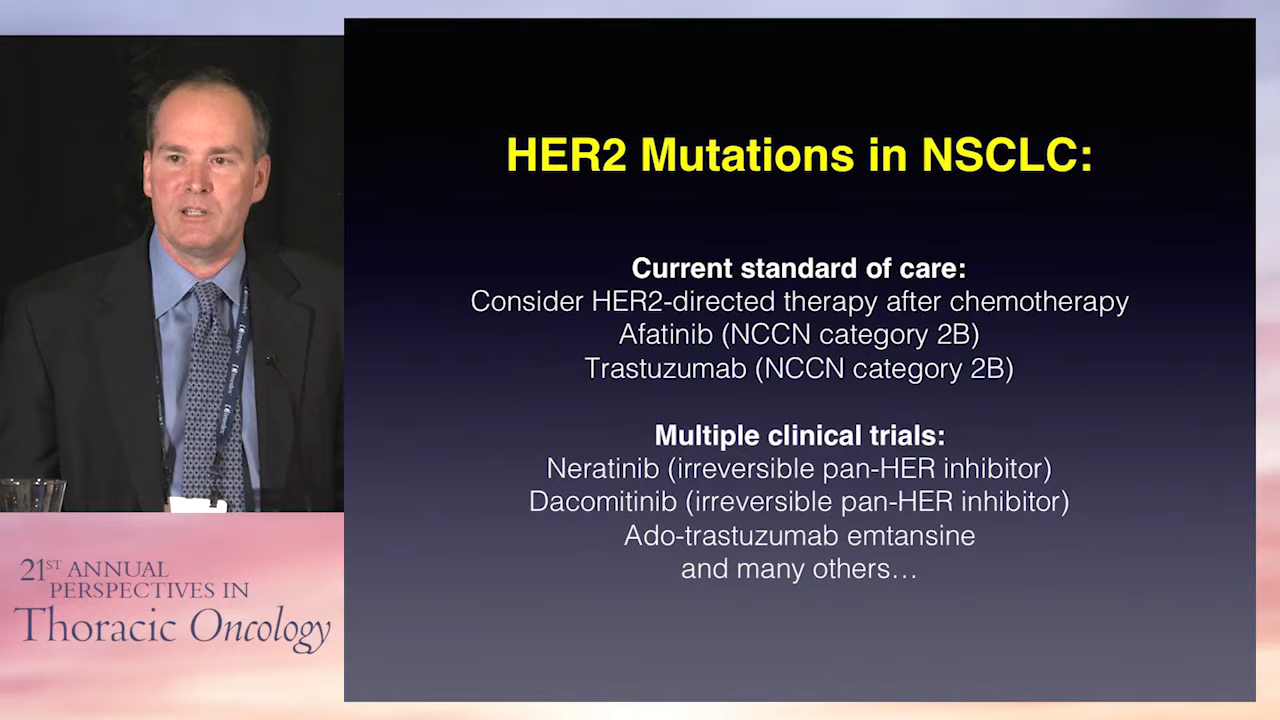 HER2 Mutations in NSCLC:
Current standard of care:
Consider HER2-directed therapy after chemotherapy
Afatinib (NCCN category 2B)
Trastuzumab (NCCN category 2B)
Multiple clinical trials:
Neratinib (irreversible pan-HER inhibitor)
Dacomitinib (irreversible pan-HER inhibitor)
Ado-trastuzumab emtansine
and many others…
21ST ANNUAL
PERSPECTIVES IN
Thoracic Oncology